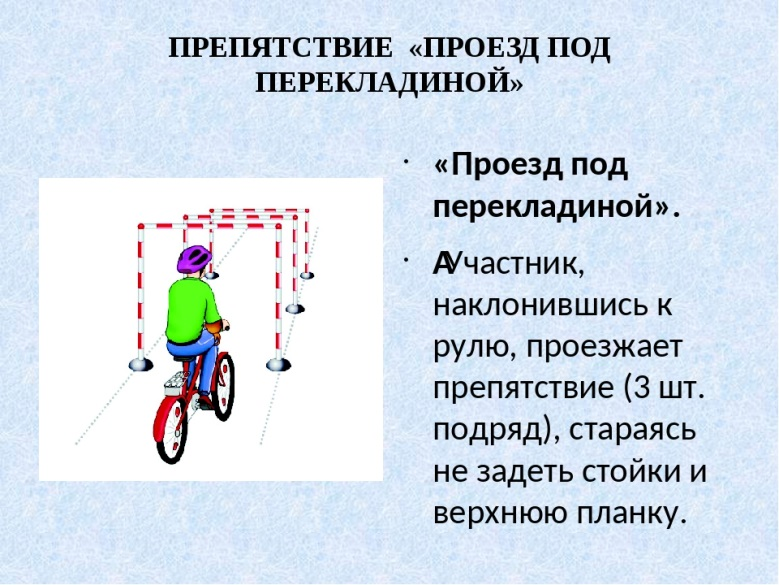 ПРЕПЯТСТВИЕ «ПРОЕЗД ПОД
ПЕРЕКЛАДИНОЙ»
• «Проезд под
перекладиной».
• АУчастник,
наклонившись к
рулю, проезжает
препятствие (3 шт.
подряд), стараясь
не задеть стойки и
верхнюю планку.